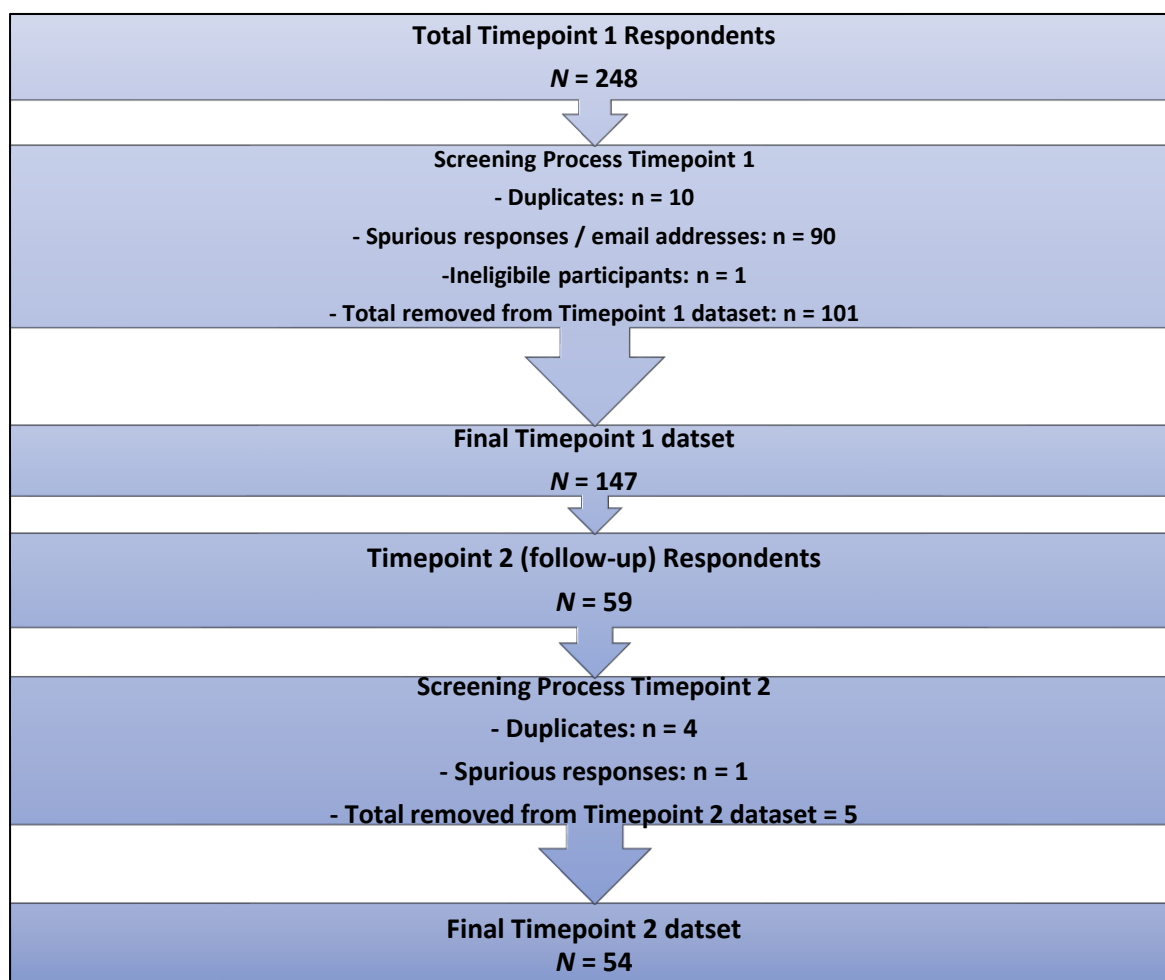 Total Timepoint 1 Respondents
N = 248
Screening Process Timepoint 1
- Duplicates: n = 10
- Spurious responses / email addresses: n = 90
-Ineligibile participants: n = 1
- Total removed from Timepoint 1 dataset: n = 101
Final Timepoint 1 datset
N = 147
Timepoint 2 (follow-up) Respondents
N = 59
Screening Process Timepoint 2
- Duplicates: n = 4
- Spurious responses: n = 1
- Total removed from Timepoint 2 dataset = 5
Final Timepoint 2 datset
N = 54